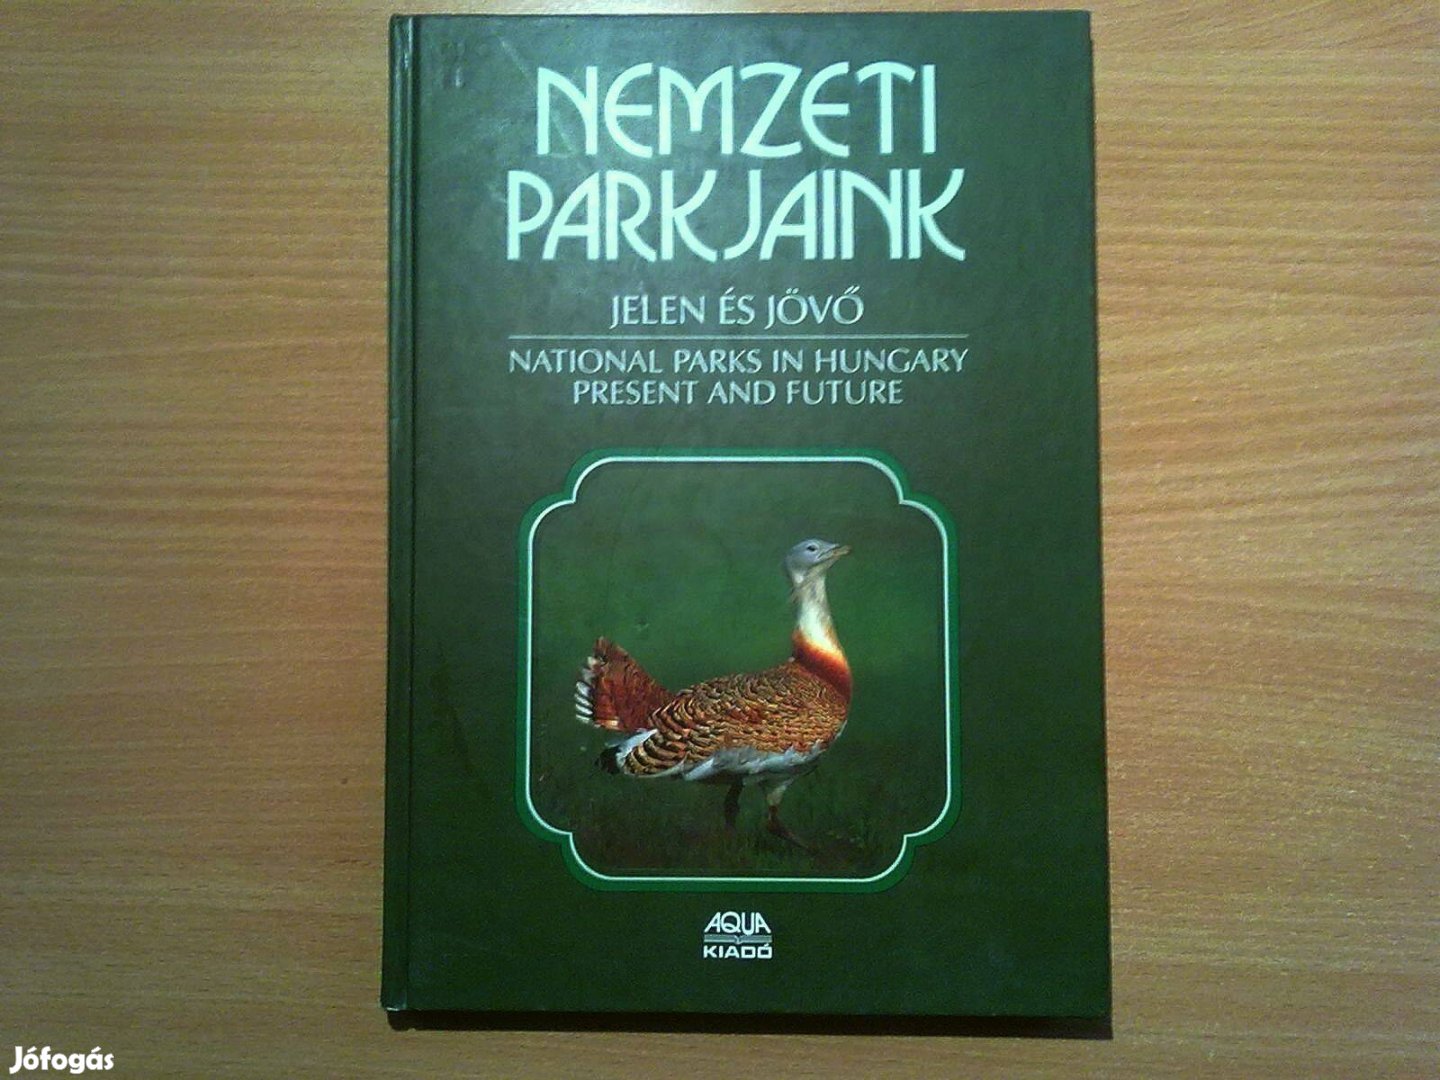 NEMZETI
PARKJAINK
JELEN ÉS JÖVŐ
NATIONAL PARKS IN HUNGARY
PRESENT AND FUTURE
AQUA
KIADÓ
Jófogás